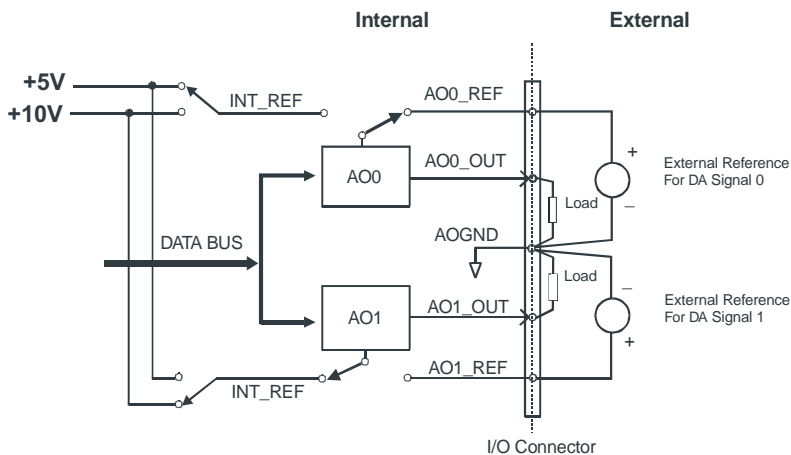 Internal
External
+5V
+10V
INT_REF
AO0_REF
AO0
AO0_OUT
+
External Reference
For DA Signal 0
Load
–
DATA BUS
AOGND
Load
–
AO1
AO1_OUT
External Reference
For DA Signal 1
+
INT_REF
AO1_REF
I/O Connector